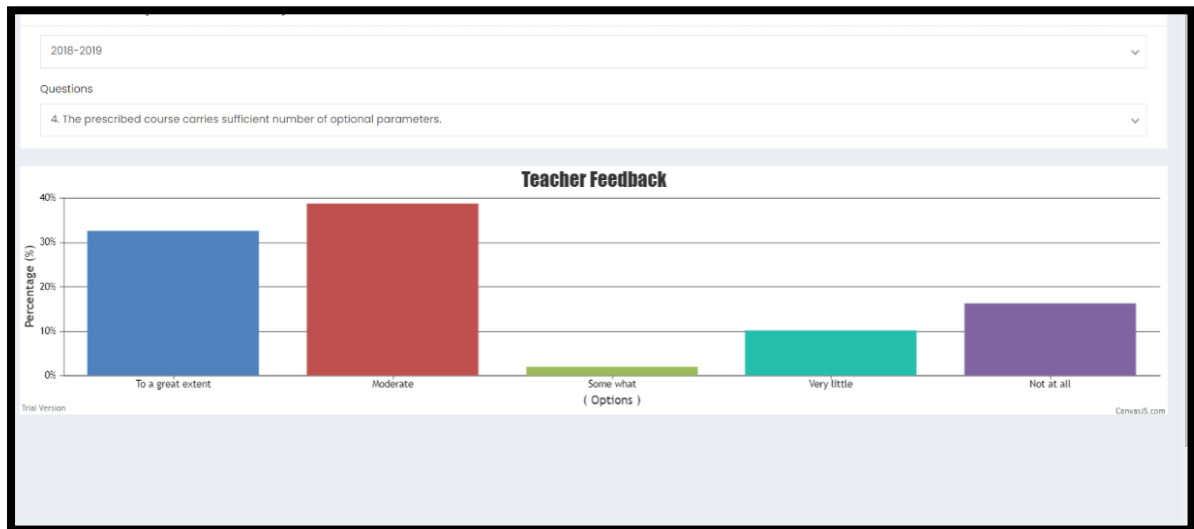 2018-2019
Questions
4. The prescribed course carries sufficient number of optional parameters.
Teacher Feedback
Percentage (%)
40%
30%
20%
10%
0%
To a great extent Moderate Some what Very little Not at all
( Options )
Trial Version CanvasJS.com